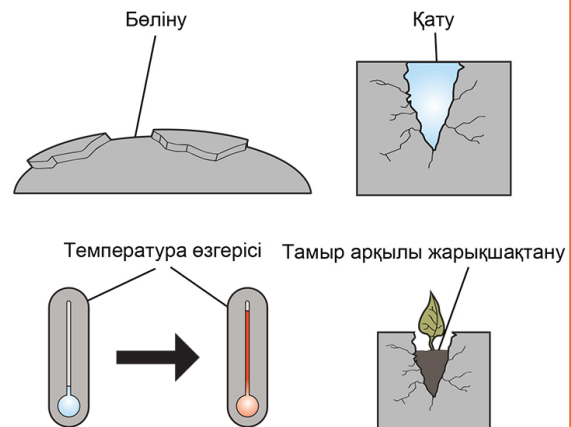 Бөліну
Қату
Температура өзгерісі
Тамыр арқылы жарықшақтану